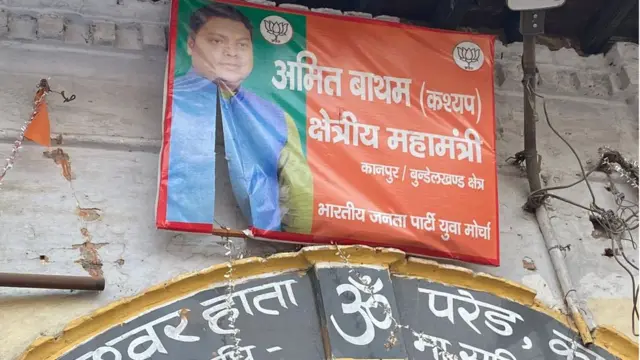 अमित बाथम (कश्यप)
क्षेत्रीय महामंत्री
कानपुर / बुन्देलखण्ड क्षेत्र
भारतीय जनता पार्टी युवा मोर्चा
हाता ॐ परेड,